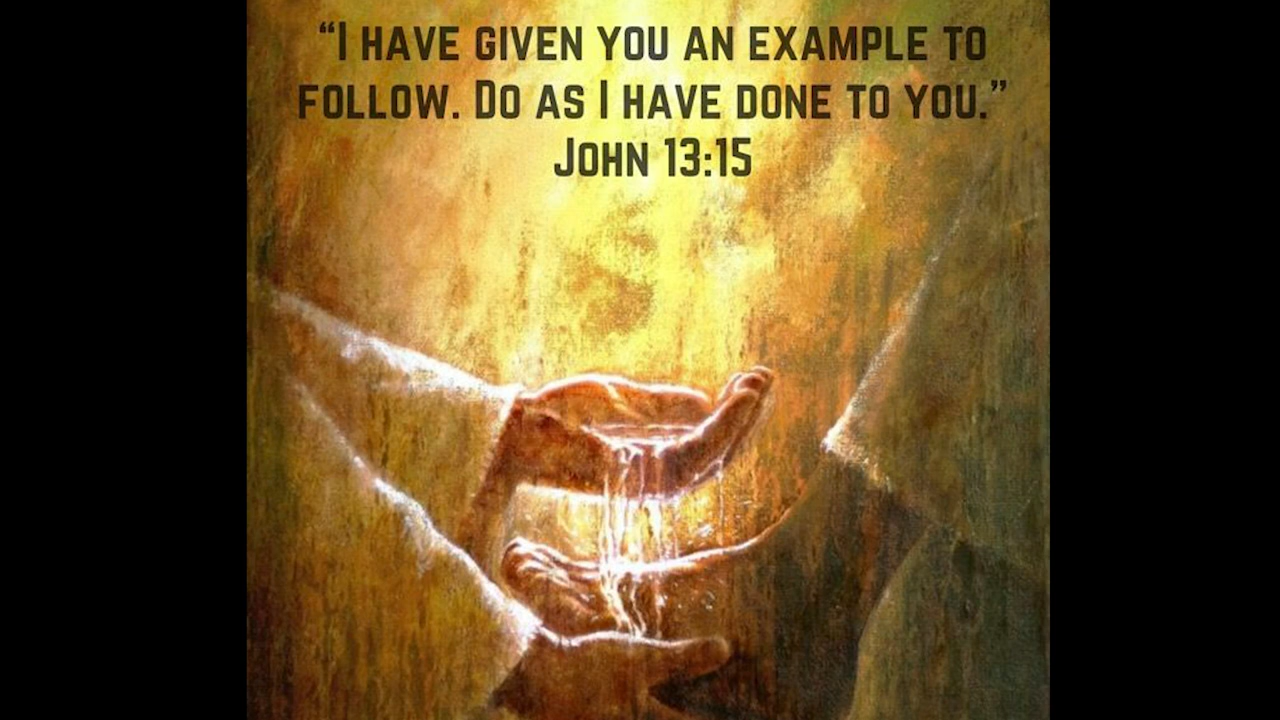 “I HAVE GIVEN YOU AN EXAMPLE TO
FOLLOW. DO AS I HAVE DONE TO YOU.”
JOHN 13:15